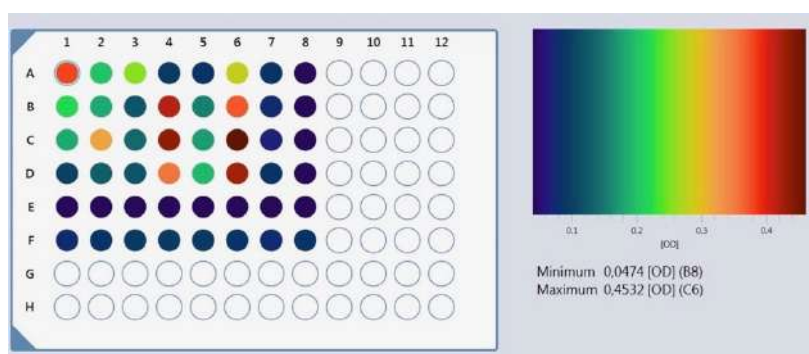 1 2 3 4 5 6 7 8 9 10 11 12
A
B
C
D
E
F
G
H
0.1 0.2 0.3 0.4
[OD]
Minimum 0,0474 [OD] (B8)
Maximum 0,4532 [OD] (C6)